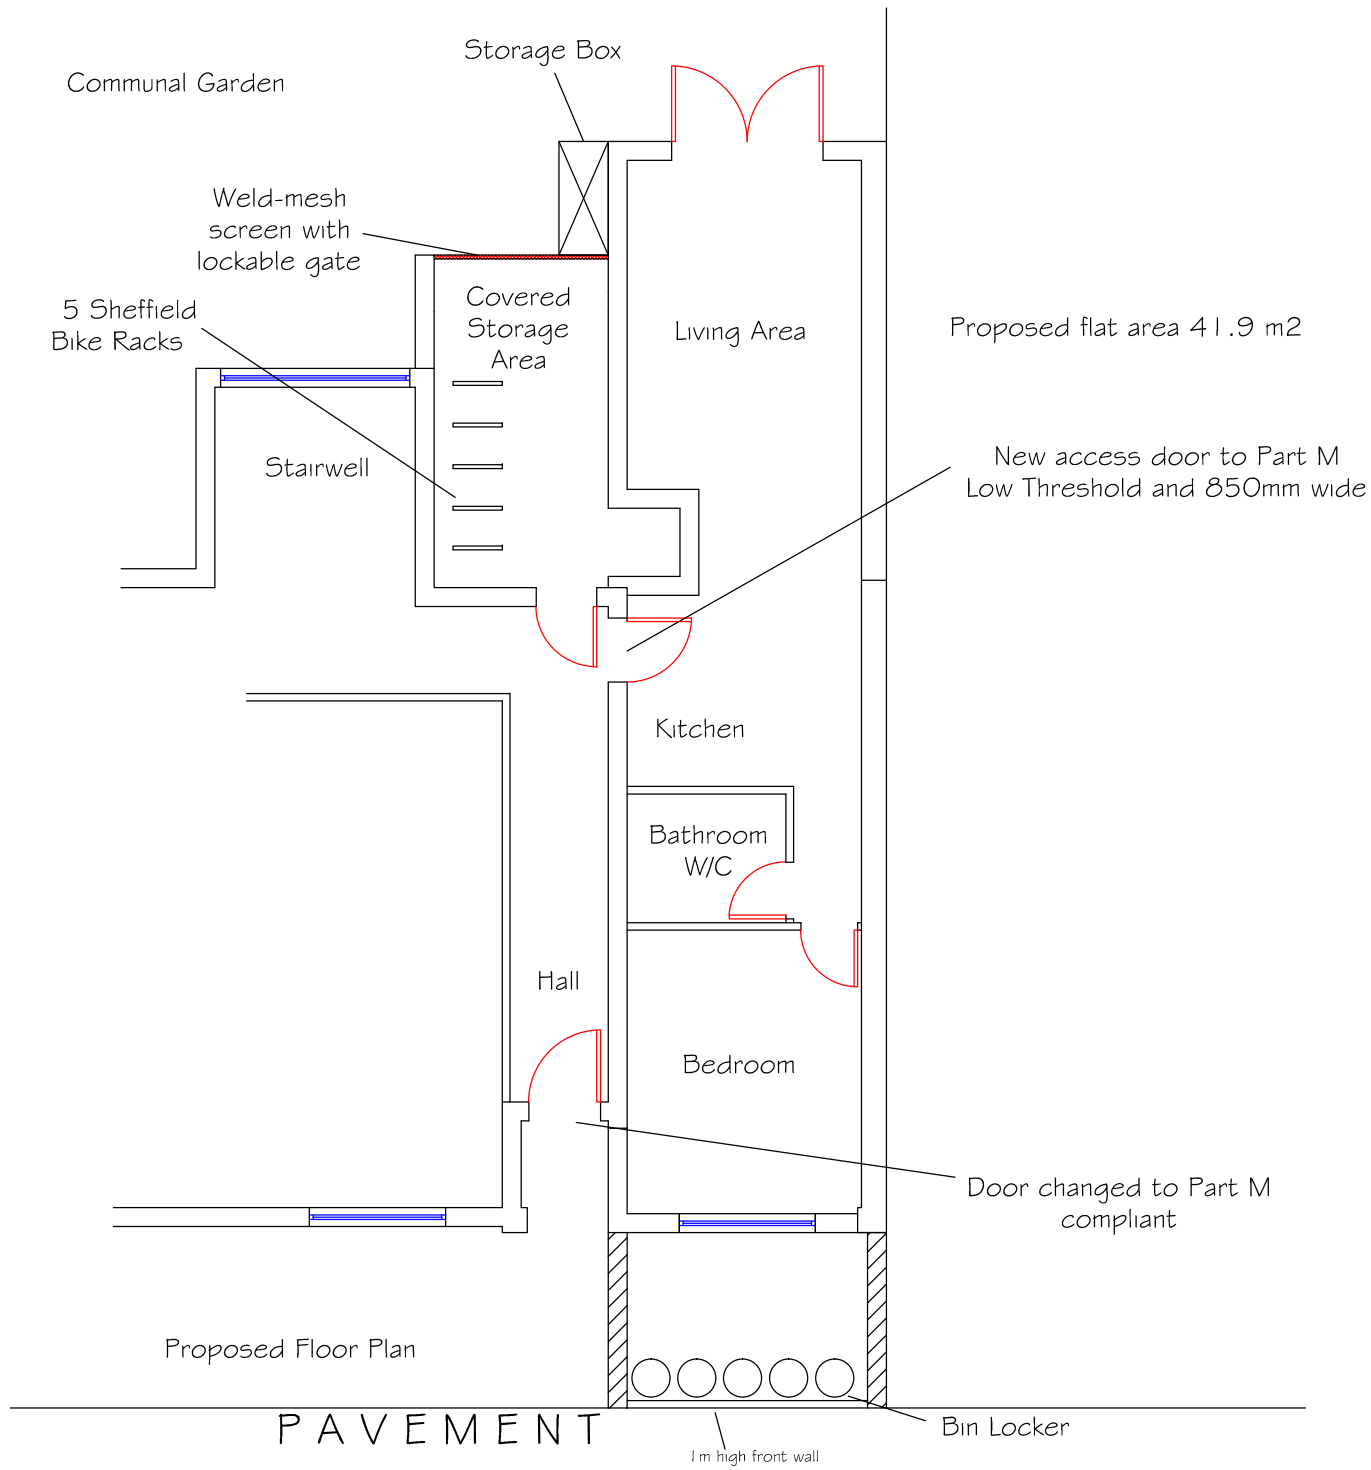 Storage Box
Communal Garden
Weld-mesh
screen with
lockable gate
5 Sheffield
Bike Racks
Covered
Storage
Area
Living Area
Proposed flat area 41.9 m2
Stairwell
New access door to Part M
Low Threshold and 850mm wide
Kitchen
Bathroom
W/C
Hall
Bedroom
Door changed to Part M
compliant
Proposed Floor Plan
PAVEMENT
Bin Locker
1m high front wall